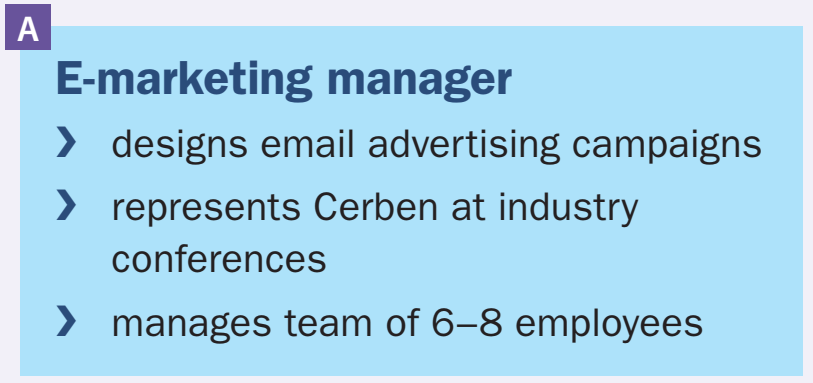 A
E-marketing manager
› designs email advertising campaigns
› represents Cerben at industry
conferences
› manages team of 6–8 employees